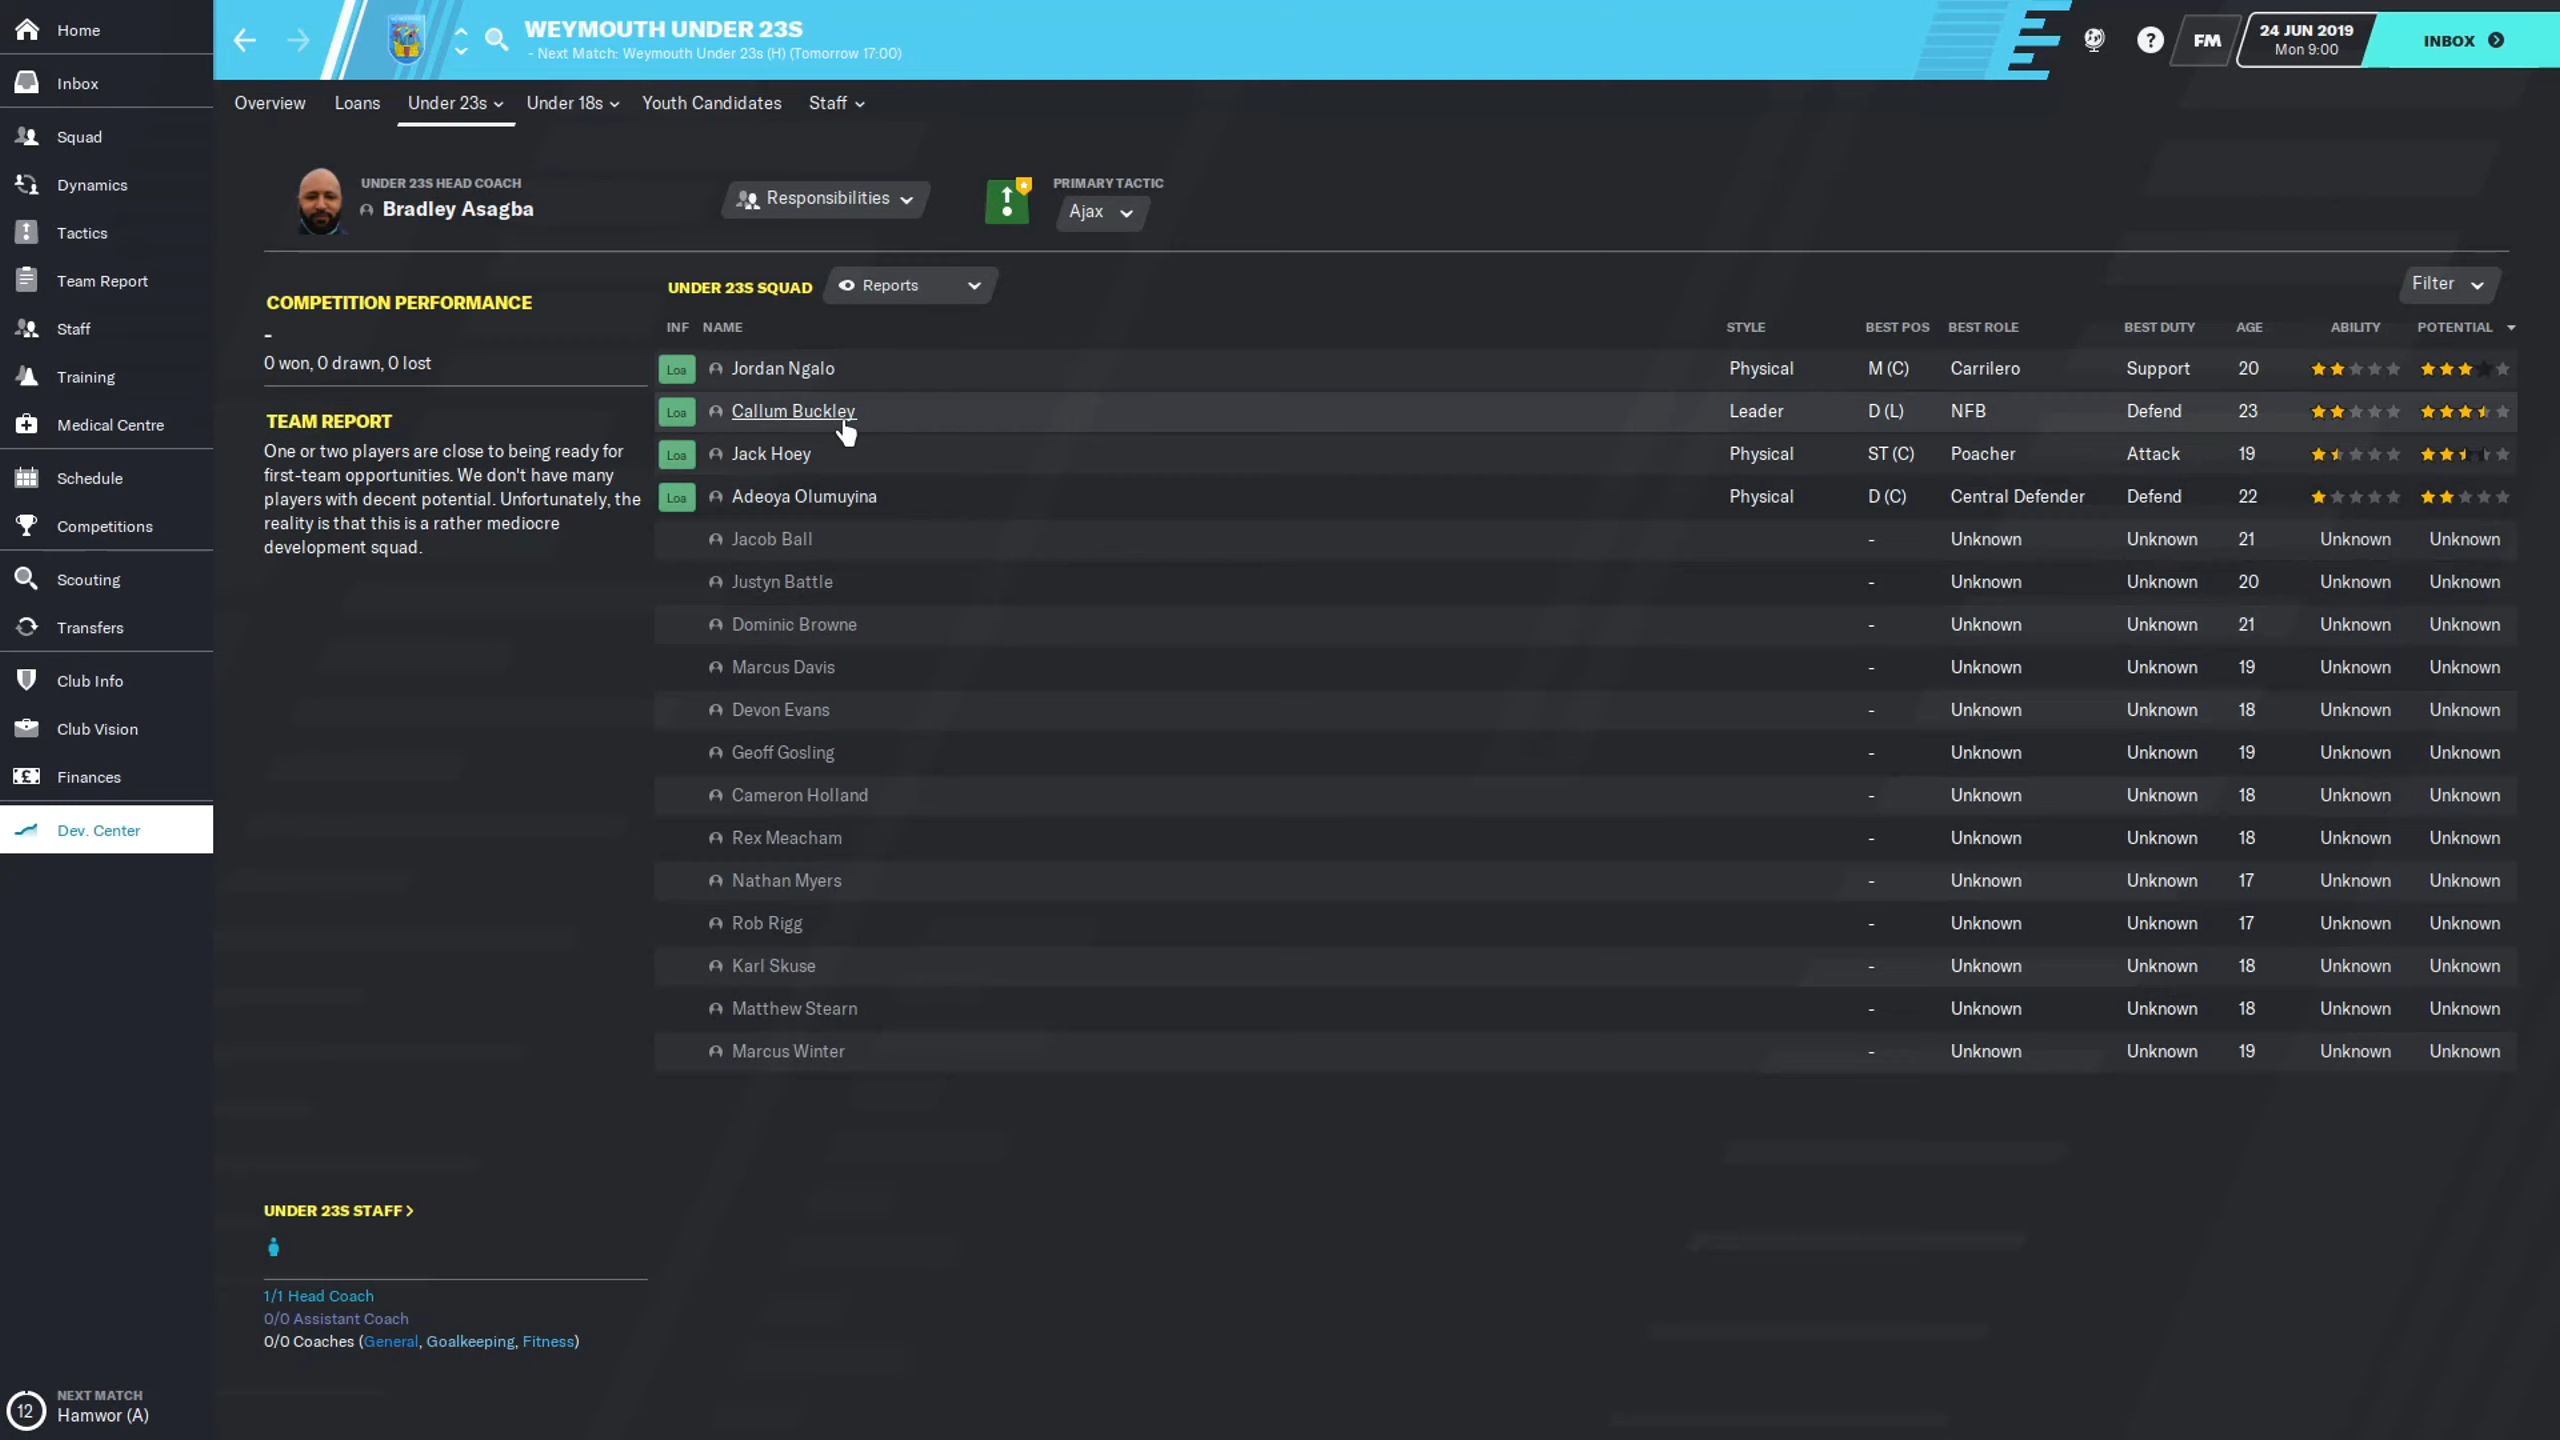 Home
Inbox
Squad
Dynamics
Tactics
Team Report
Staff
Training
Medical Centre
Schedule
Competitions
Scouting
Transfers
Club Info
Club Vision
Finances
Dev. Center
12
NEXT MATCH
Hamwor (A)
WEYMOUTH UNDER 23S
- Next Match: Weymouth Under 23s (H) (Tomorrow 17:00)
?
FM
24 JUN 2019
Mon 9:00
INBOX
Overview Loans Under 23s Under 18s Youth Candidates Staff
UNDER 23S HEAD COACH
Bradley Asagba
Responsibilities
PRIMARY TACTIC
Ajax
COMPETITION PERFORMANCE
-
0 won, 0 drawn, 0 lost
TEAM REPORT
One or two players are close to being ready for
first-team opportunities. We don't have many
players with decent potential. Unfortunately, the
reality is that this is a rather mediocre
development squad.
UNDER 23S STAFF >
1/1 Head Coach
0/0 Assistant Coach
0/0 Coaches (General, Goalkeeping, Fitness)
UNDER 23S SQUAD Reports Filter
INF NAME STYLE BEST POS BEST ROLE BEST DUTY AGE ABILITY POTENTIAL
Loa Jordan Ngalo Physical M (C) Carrilero Support 20
Loa Callum Buckley Leader D (L) NFB Defend 23
Loa Jack Hoey Physical ST (C) Poacher Attack 19
Loa Adeoya Olumuyina Physical D (C) Central Defender Defend 22
Jacob Ball - Unknown Unknown 21 Unknown Unknown
Justyn Battle - Unknown Unknown 20 Unknown Unknown
Dominic Browne - Unknown Unknown 21 Unknown Unknown
Marcus Davis - Unknown Unknown 19 Unknown Unknown
Devon Evans - Unknown Unknown 18 Unknown Unknown
Geoff Gosling - Unknown Unknown 19 Unknown Unknown
Cameron Holland - Unknown Unknown 18 Unknown Unknown
Rex Meacham - Unknown Unknown 18 Unknown Unknown
Nathan Myers - Unknown Unknown 17 Unknown Unknown
Rob Rigg - Unknown Unknown 17 Unknown Unknown
Karl Skuse - Unknown Unknown 18 Unknown Unknown
Matthew Stearn - Unknown Unknown 18 Unknown Unknown
Marcus Winter - Unknown Unknown 19 Unknown Unknown